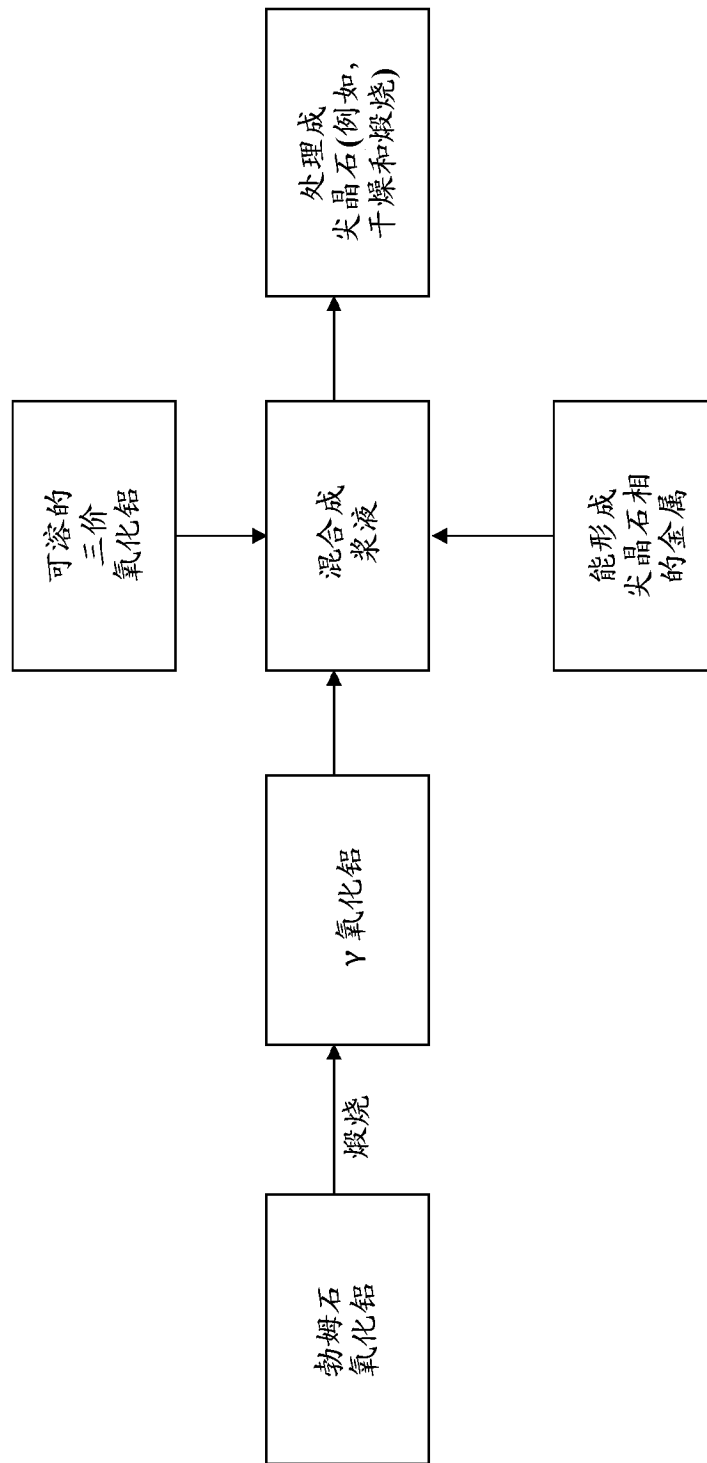 勃姆石
氧化铝
煅烧
γ 氧化铝
可溶的
三价
氧化铝
混合成
浆液
能形成
尖晶石相
的金属
处理成
尖晶石(例如,
干燥和煅烧)